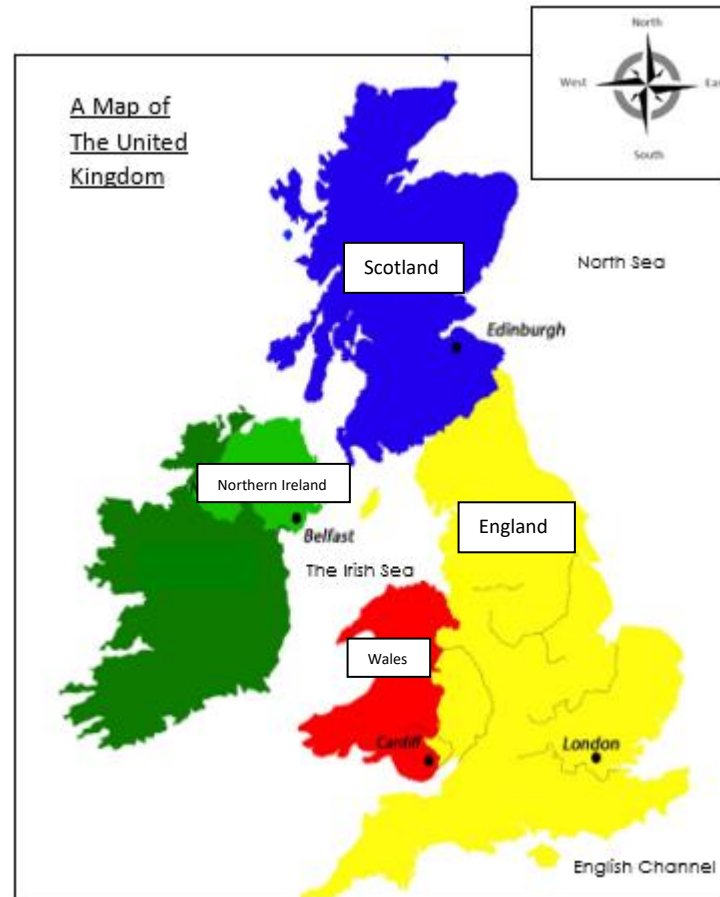 A Map of
The United
Kingdom
North
West
Eas
South
Scotland
North Sea
Edinburgh
Northern Ireland
England
Belfast
The Irish Sea
Wales
Cardiff
London
English Channel